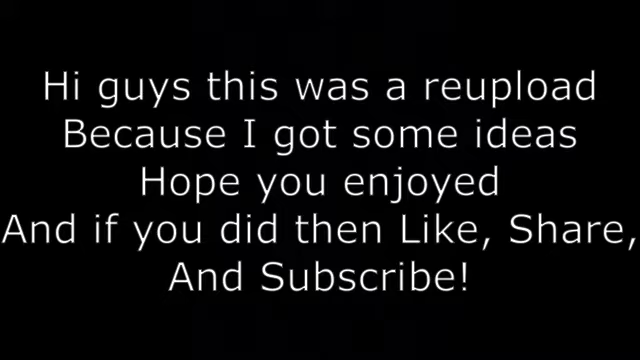 Hi guys this was a reupload
Because I got some ideas
Hope you enjoyed
And if you did then Like, Share,
And Subscribe!